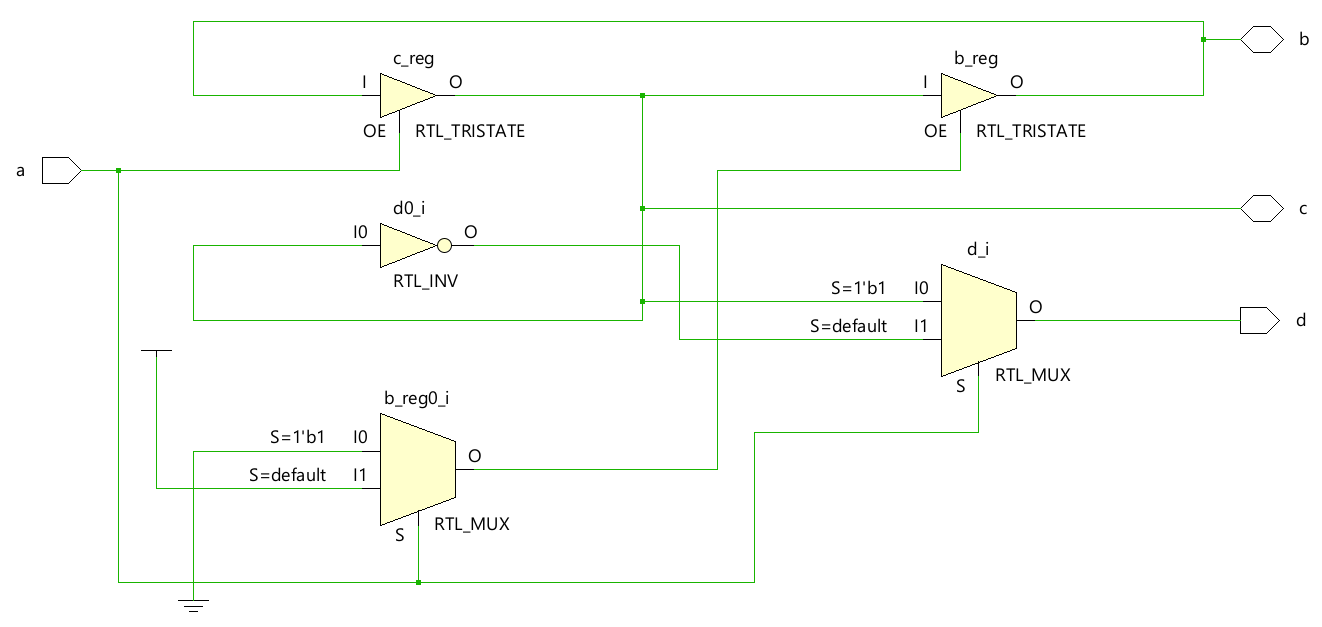 b
c_reg
b_reg
I
O
I
O
OE
RTL_TRISTATE
OE
RTL_TRISTATE
a
d0_i
c
I0
O
d_i
RTL_INV
S=1'b1
I0
O
d
S=default
I1
RTL_MUX
S
b_reg0_i
S=1'b1
I0
O
S=default
I1
RTL_MUX
S